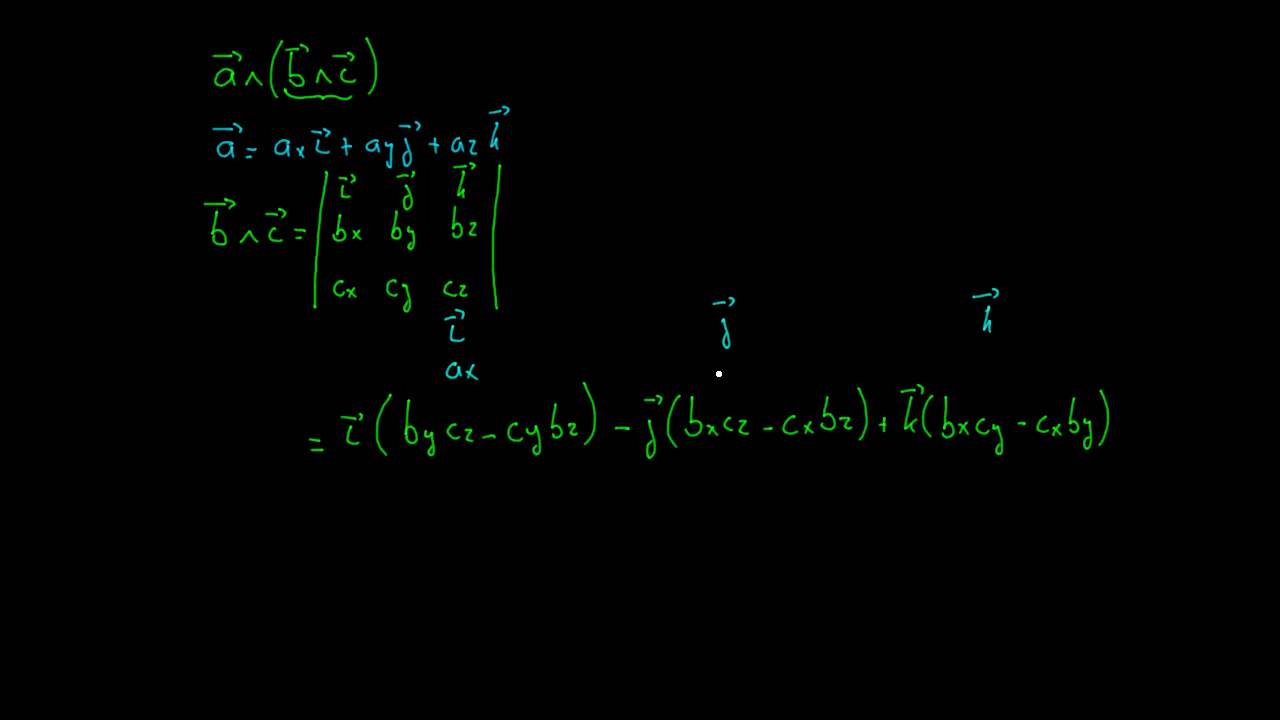 a⃗ ∧ (b⃗ ∧ c⃗)
a⃗ = ax i⃗ + ay j⃗ + az k⃗
i⃗ j⃗ k⃗
b⃗ ∧ c⃗ = | bx by bz |
cx cy cz
i⃗ j⃗ k⃗
ax
= i⃗ (by cz - cy bz) - j⃗ (bx cz - cx bz) + k⃗ (bx cy - cx by)